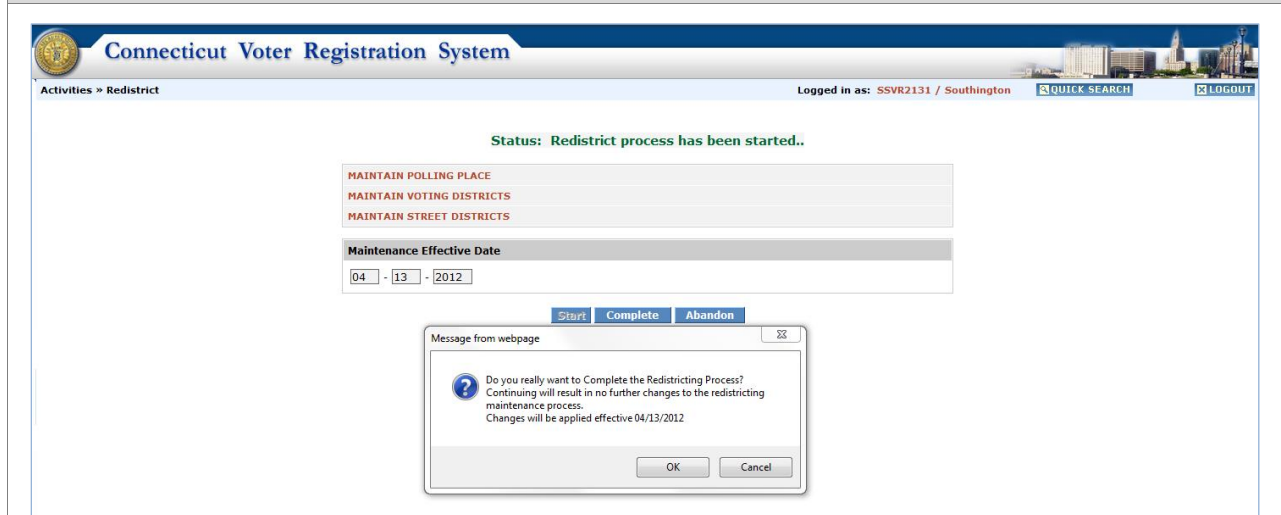 Connecticut Voter Registration System
Activities » Redistrict Logged in as: SSVR2131 / Southington QUICK SEARCH LOGOUT
Status: Redistrict process has been started..
MAINTAIN POLLING PLACE
MAINTAIN VOTING DISTRICTS
MAINTAIN STREET DISTRICTS
Maintenance Effective Date
04 - 13 - 2012
Start Complete Abandon
Message from webpage
Do you really want to Complete the Redistricting Process?
Continuing will result in no further changes to the redistricting
maintenance process.
Changes will be applied effective 04/13/2012
OK Cancel